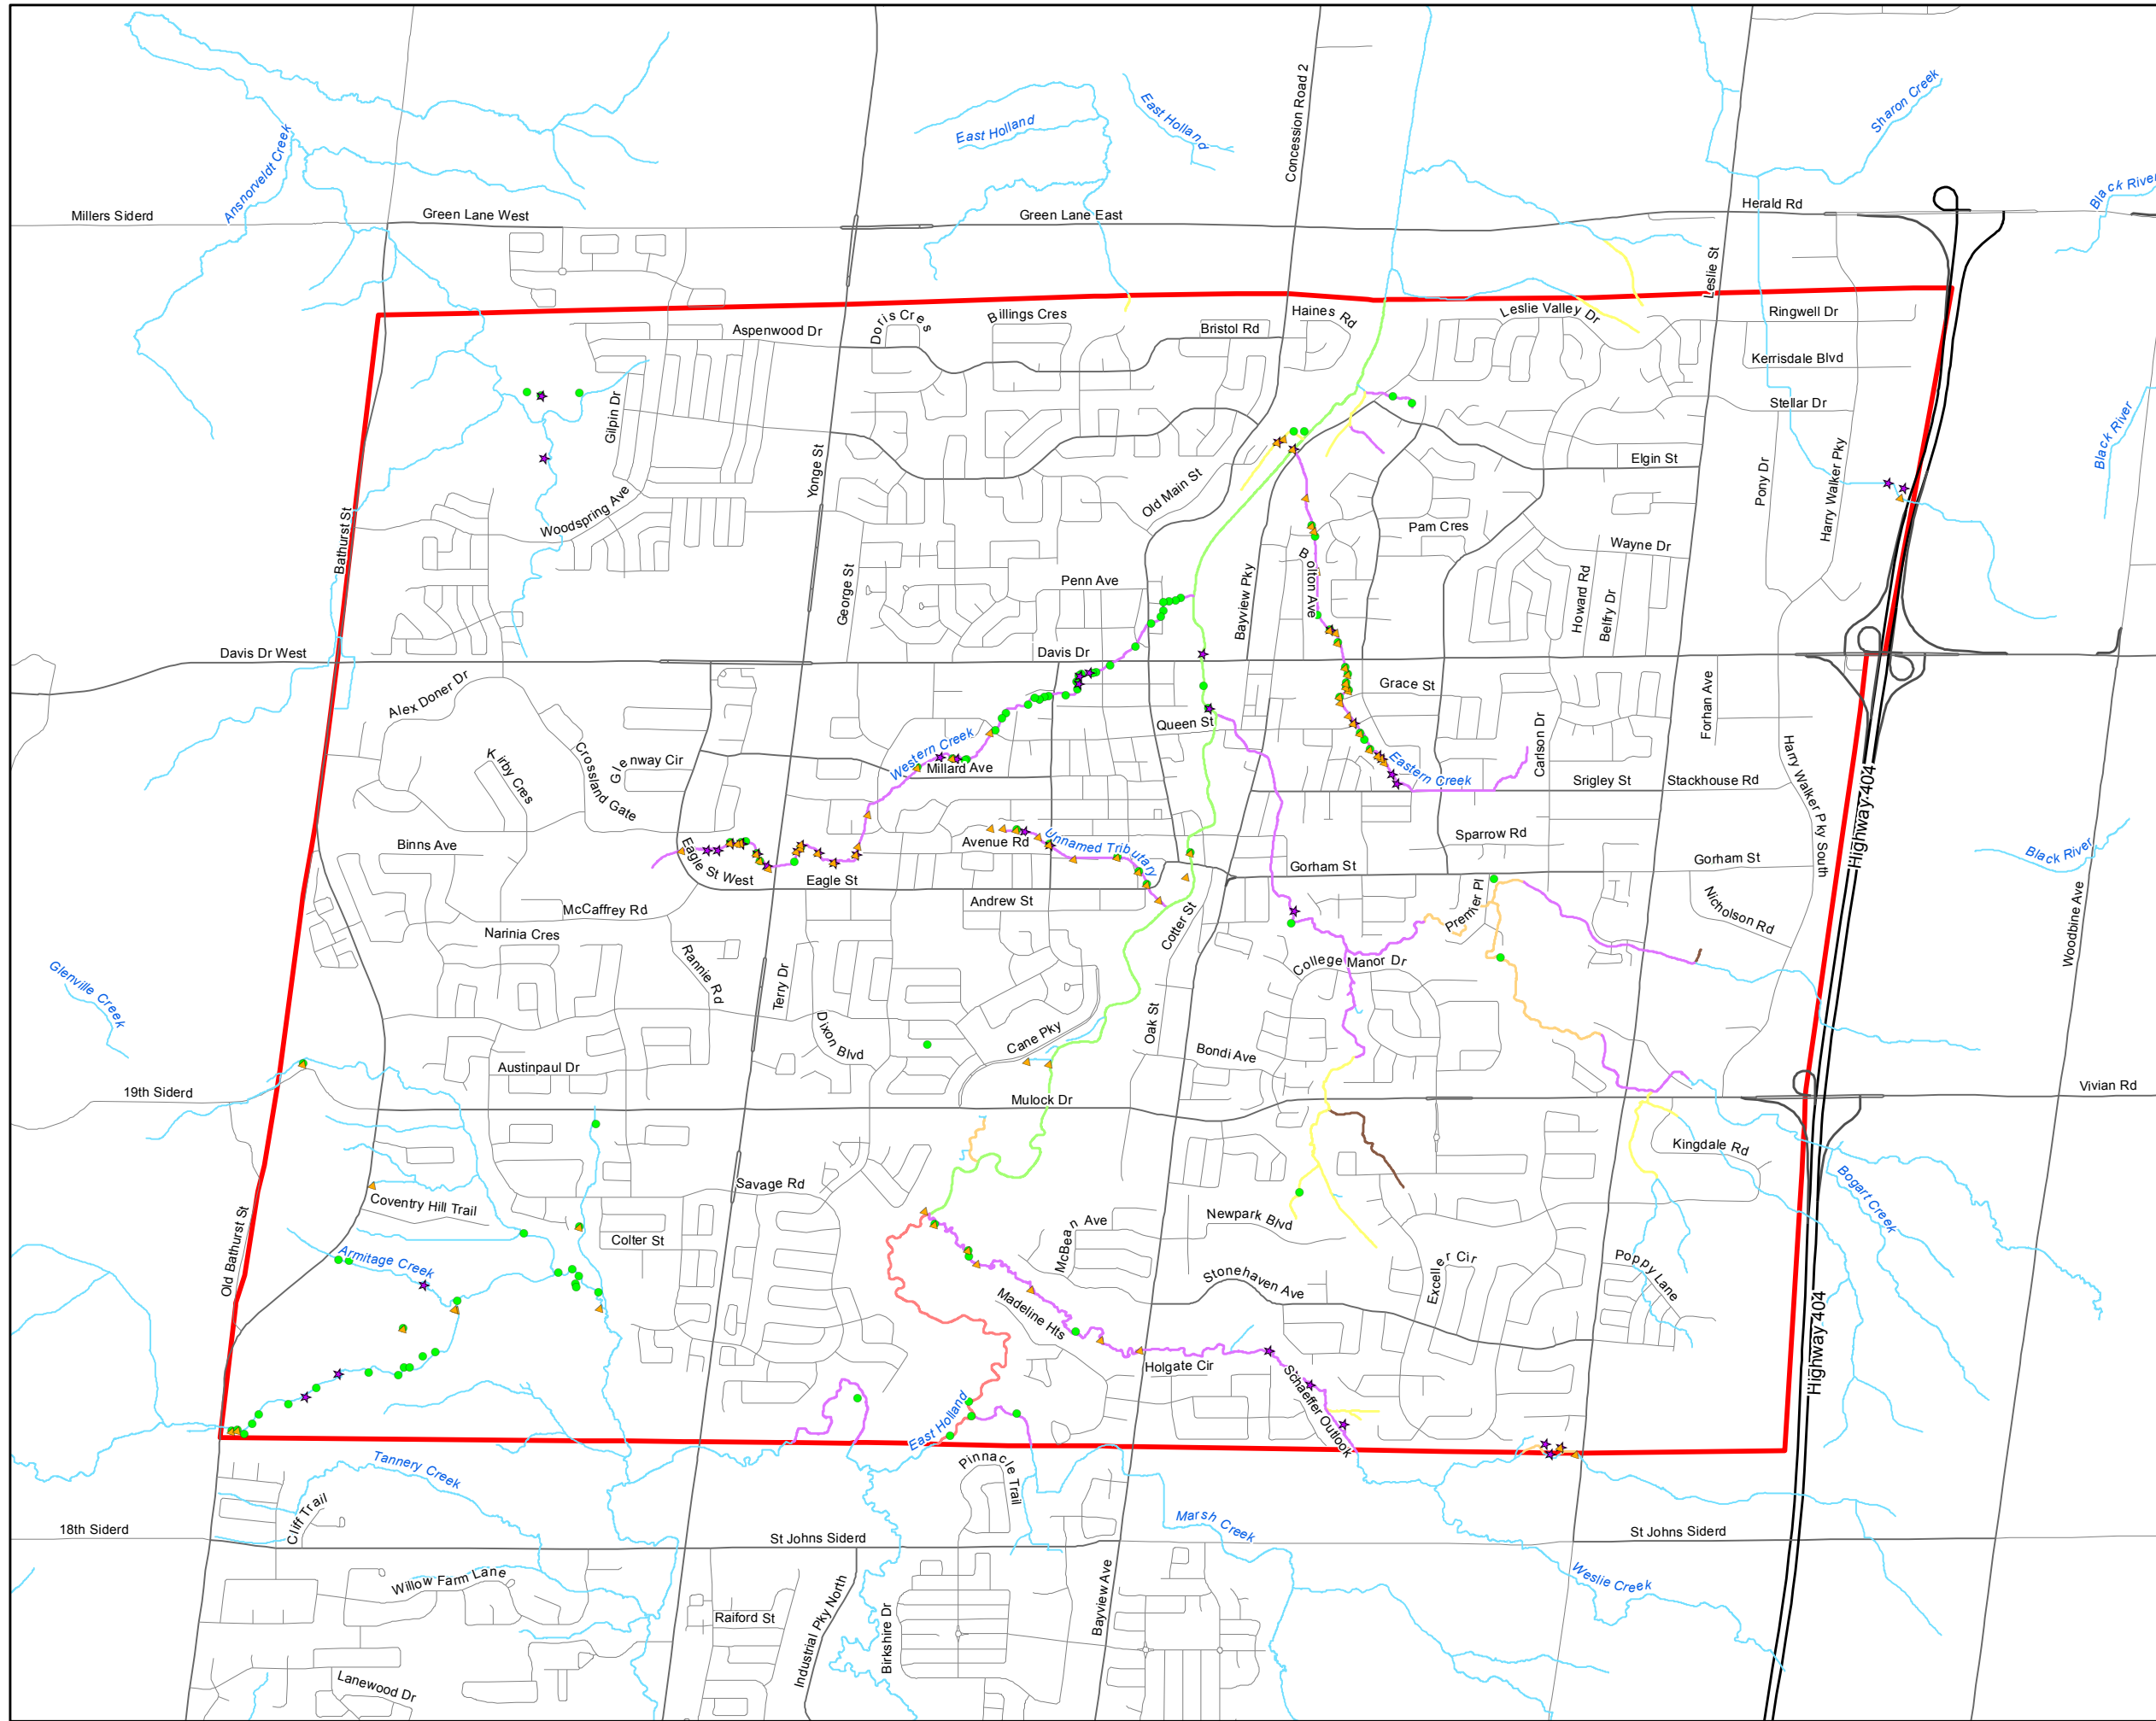 Concession Road 2
East Holland
East Holland
Sharon Creek
Ansnorveldt Creek
Black River
Millers Siderd
Green Lane West
Green Lane East
Herald Rd
Leslie St
Aspenwood Dr
Doris Cres
Billings Cres
Bristol Rd
Haines Rd
Leslie Valley Dr
Ringwell Dr
Kerrisdale Blvd
Stellar Dr
Gilpin Dr
Black River
Yonge St
Old Main St
Elgin St
Pony Dr
Harry Walker Pky
Bathurst St
Woodspring Ave
Pam Cres
Wayne Dr
George St
Penn Ave
Bayview Pky
Bolton Ave
Howard Rd
Belfry Dr
Davis Dr West
Davis Dr
Alex Doner Dr
Grace St
Forhan Ave
Queen St
Carlson Dr
Western Creek
Kirby Cres
Crossland Gate
Glenway Cir
Millard Ave
Eastern Creek
Srigley St
Stackhouse Rd
Harry Walker Pky South
Highway 404
Binns Ave
Eagle St West
Eagle St
Avenue Rd
Unnamed Tributary
Sparrow Rd
Gorham St
Gorham St
Black River
McCaffrey Rd
Andrew St
Cotter St
Premier Pl
Nicholson Rd
Woodbine Ave
Narinia Cres
Rannie Rd
Terry Dr
College Manor Dr
Glenville Creek
Dixon Blvd
Cane Pky
Oak St
Bondi Ave
Austinpaul Dr
19th Siderd
Mulock Dr
Vivian Rd
Kingdale Rd
Bogart Creek
Savage Rd
Coventry Hill Trail
Colter St
McBean Ave
Newpark Blvd
Armitage Creek
Old Bathurst St
Stonehaven Ave
Exceller Cir
Poppy Lane
Madeline Hts
Holgate Cir
Schaeffer Outlook
Highway 404
East Holland
Tannery Creek
Pinnacle Trail
Cliff Trail
18th Siderd
St Johns Siderd
Marsh Creek
St Johns Siderd
Willow Farm Lane
Weslie Creek
Raiford St
Industrial Pky North
Birkshire Dr
Bayview Ave
Lanewood Dr